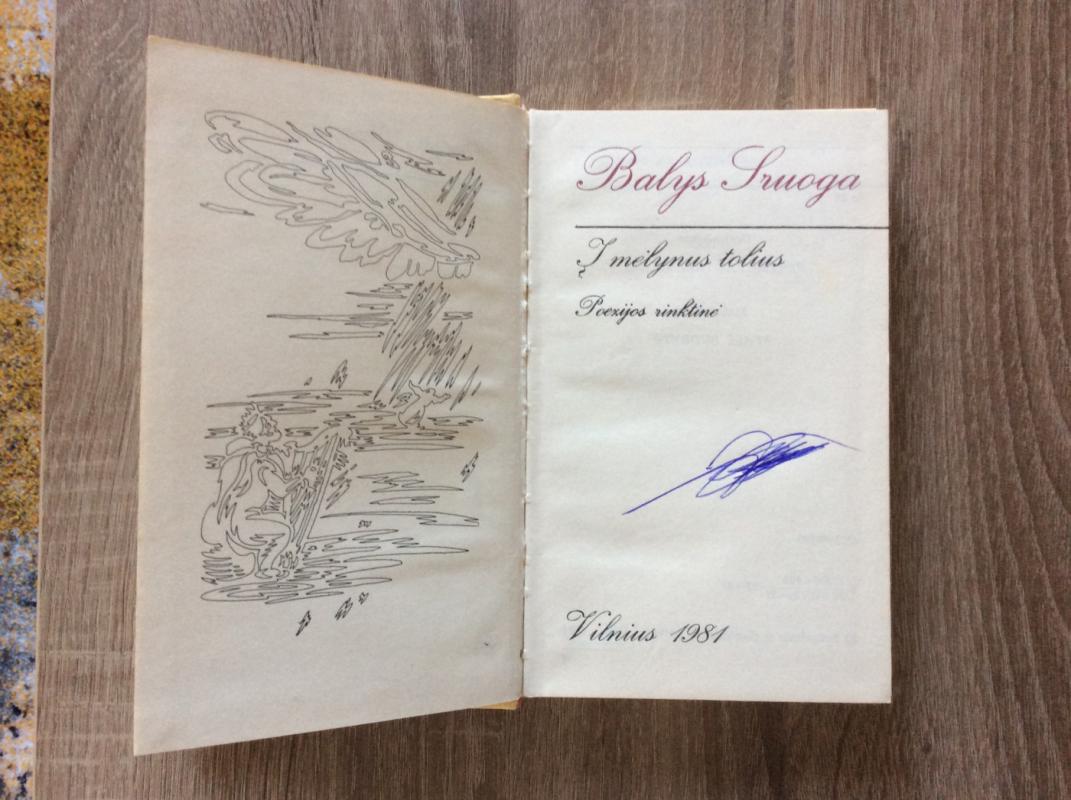 Balys Sruoga
Į mėlynus tolius
Poezijos rinktinė
Vilnius 1981